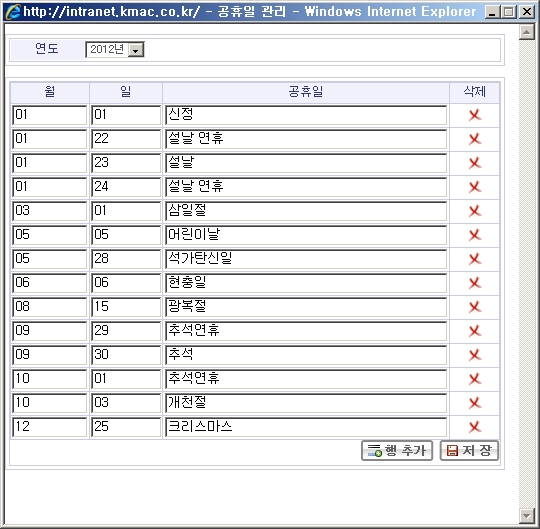 http://intranet.kmac.co.kr/ - 공휴일 관리 - Windows Internet Explorer
연도 2012년
월 일 공휴일 삭제
01 01 신정
01 22 설날 연휴
01 23 설날
01 24 설날 연휴
03 01 삼일절
05 05 어린이날
05 28 석가탄신일
06 06 현충일
08 15 광복절
09 29 추석연휴
09 30 추석
10 01 추석연휴
10 03 개천절
12 25 크리스마스
행 추가 저 장